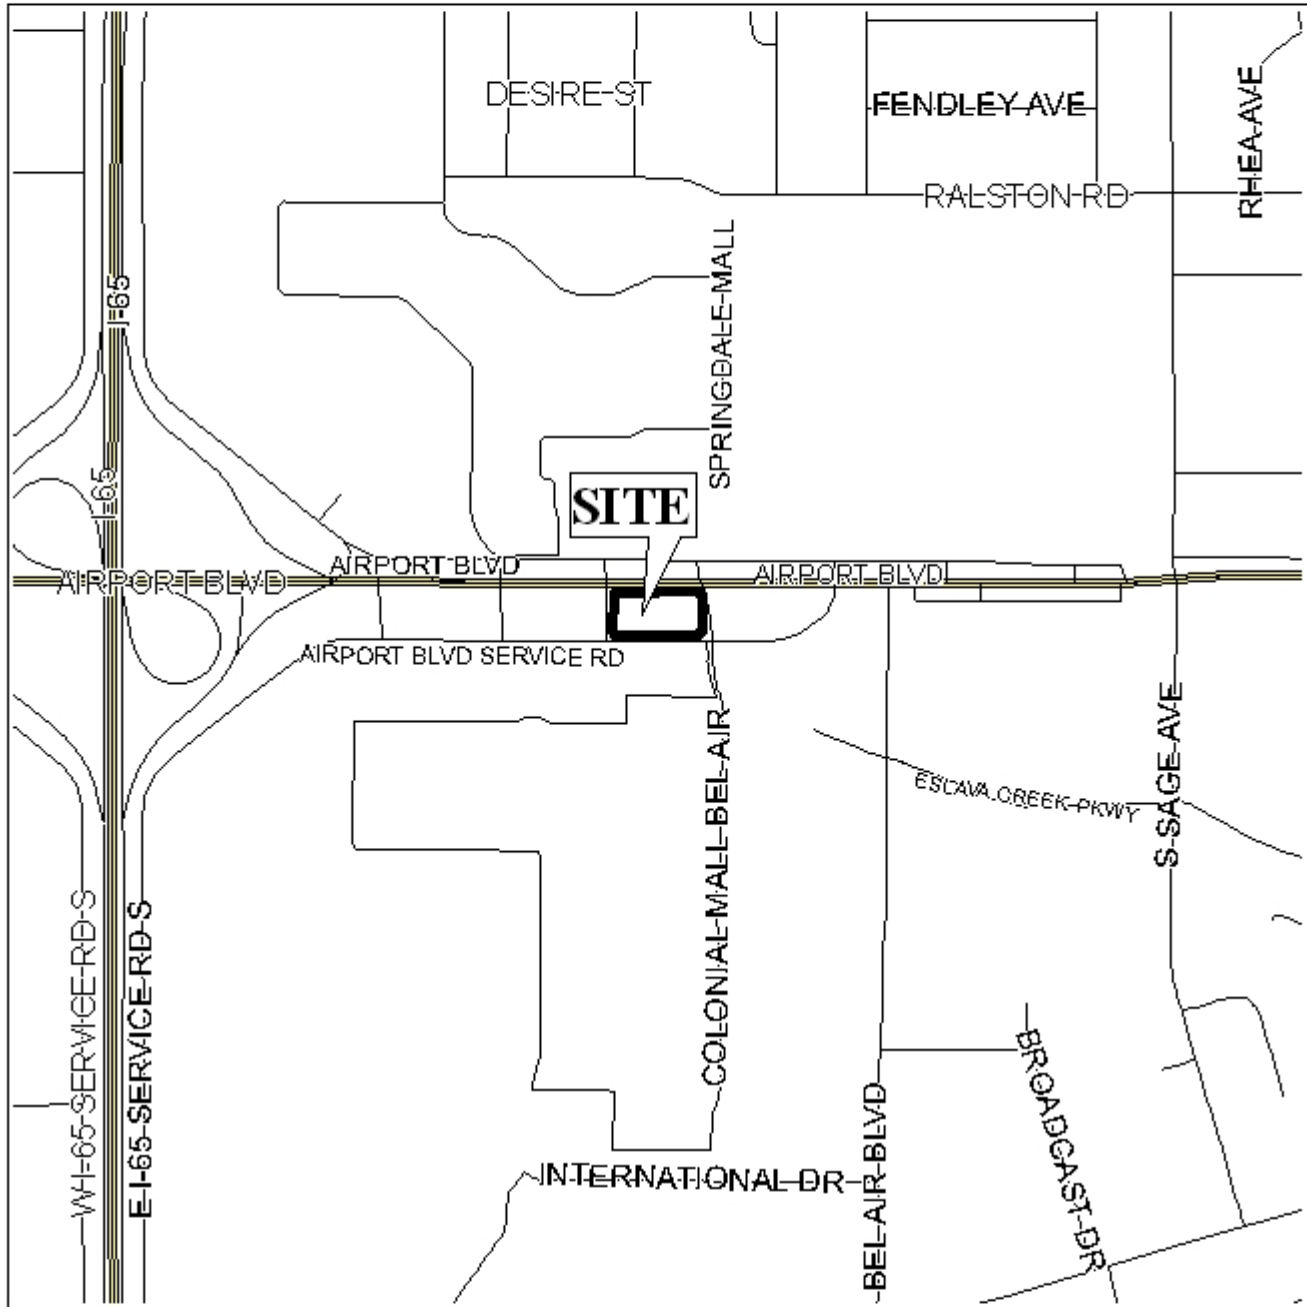 DESIRE ST
FENDLEY AVE
RHEA AVE
RALSTON RD
SPRINGDALE MALL
I-65
I-65
SITE
AIRPORT BLVD
AIRPORT BLVD
AIRPORT BLVD
AIRPORT BLVD SERVICE RD
COLONIAL MALL BEL AIR
S SAGE AVE
ESLAVA CREEK PKWY
W I-65 SERVICE RD S
E I-65 SERVICE RD S
BROADCAST DR
BEL AIR BLVD
INTERNATIONAL DR